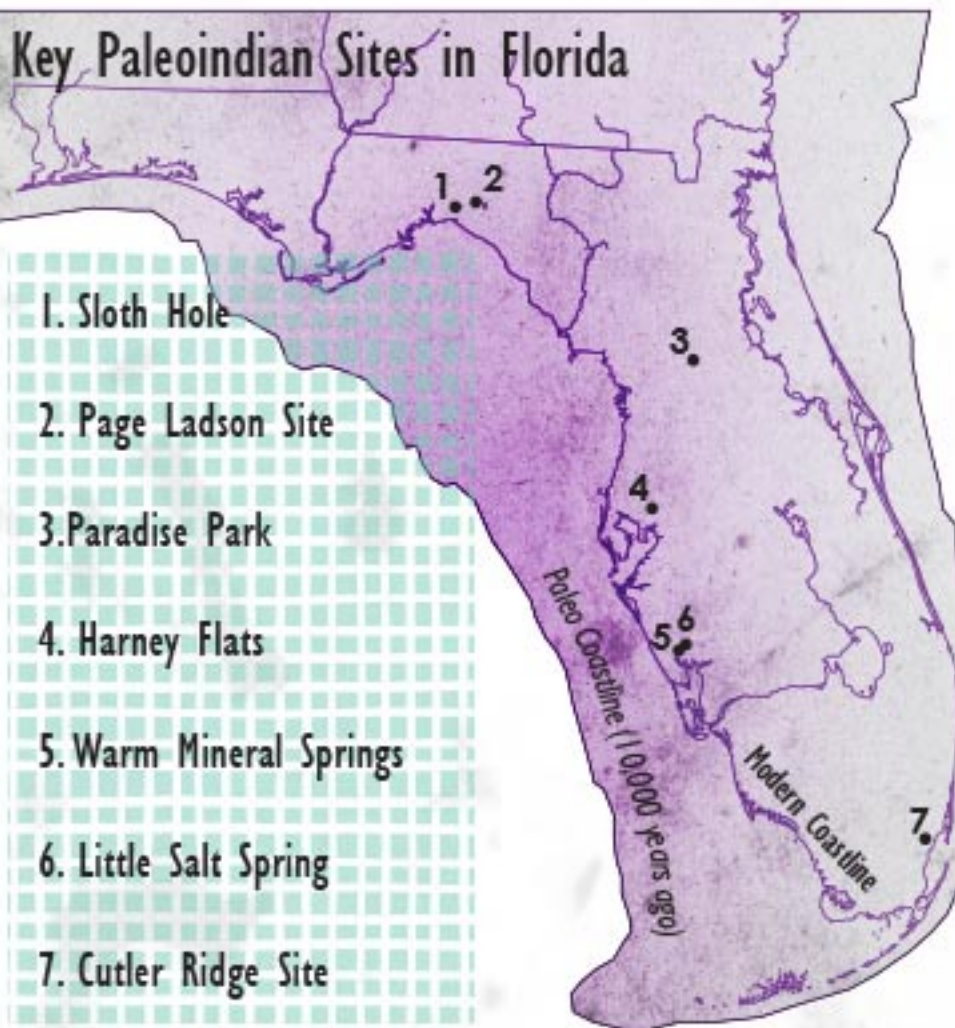 Key Paleoindian Sites in Florida
1
2
3
4
5
6
7
1. Sloth Hole
2. Page Ladson Site
3.Paradise Park
4. Harney Flats
5. Warm Mineral Springs
6. Little Salt Spring
7. Cutler Ridge Site
Paleo Coastline (10,000 years ago)
Modern Coastline